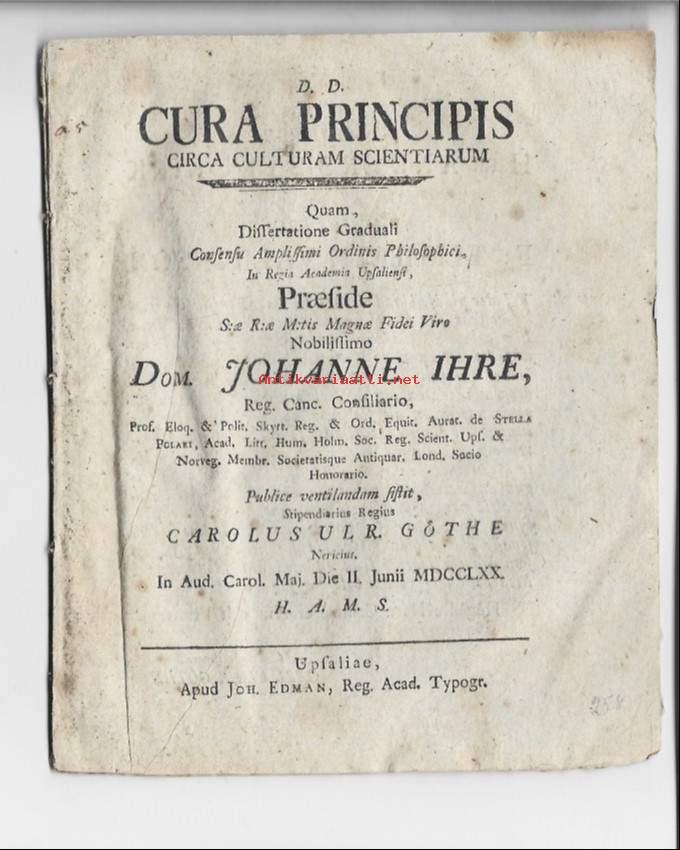 D. D.
CURA PRINCIPIS
CIRCA CULTURAM SCIENTIARUM
Quam,
Diſſertatione Graduali
Conſenſu Ampliſſimi Ordinis Philoſophici,
In Regia Academia Upſalienſi,
Præſide
S:æ R:æ M:tis Magnæ Fidei Viro
Nobiliſſimo
DOM. JOHANNE IHRE,
Antikvariaatti.net
Reg. Canc. Conſiliario,
Prof. Eloq. & Polit. Skytt. Reg. & Ord. Equit. Aurat. de STELLA
POLARI, Acad. Litt. Hum. Holm. Soc. Reg. Scient. Upſ. &
Norveg. Membr. Societatisque Antiquar. Lond. Socio
Honorario.
Publice ventilandam ſiſtit,
Stipendiarius Regius
CAROLUS ULR. GÖTHE
Nericius.
In Aud. Carol. Maj. Die II. Junii MDCCLXX.
H. A. M. S.
Upſaliae,
Apud JOH. EDMAN, Reg. Acad. Typogr.
258